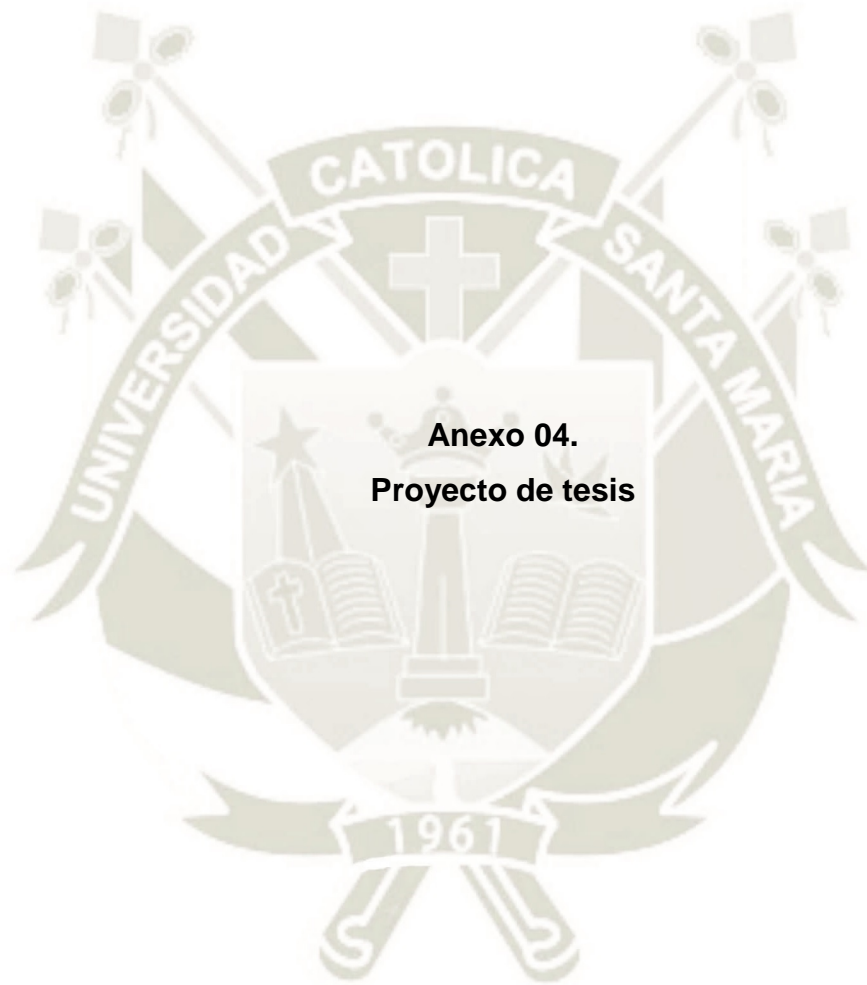 CATOLICA
UNIVERSIDAD
SANTA MARIA
Anexo 04.
Proyecto de tesis
1961